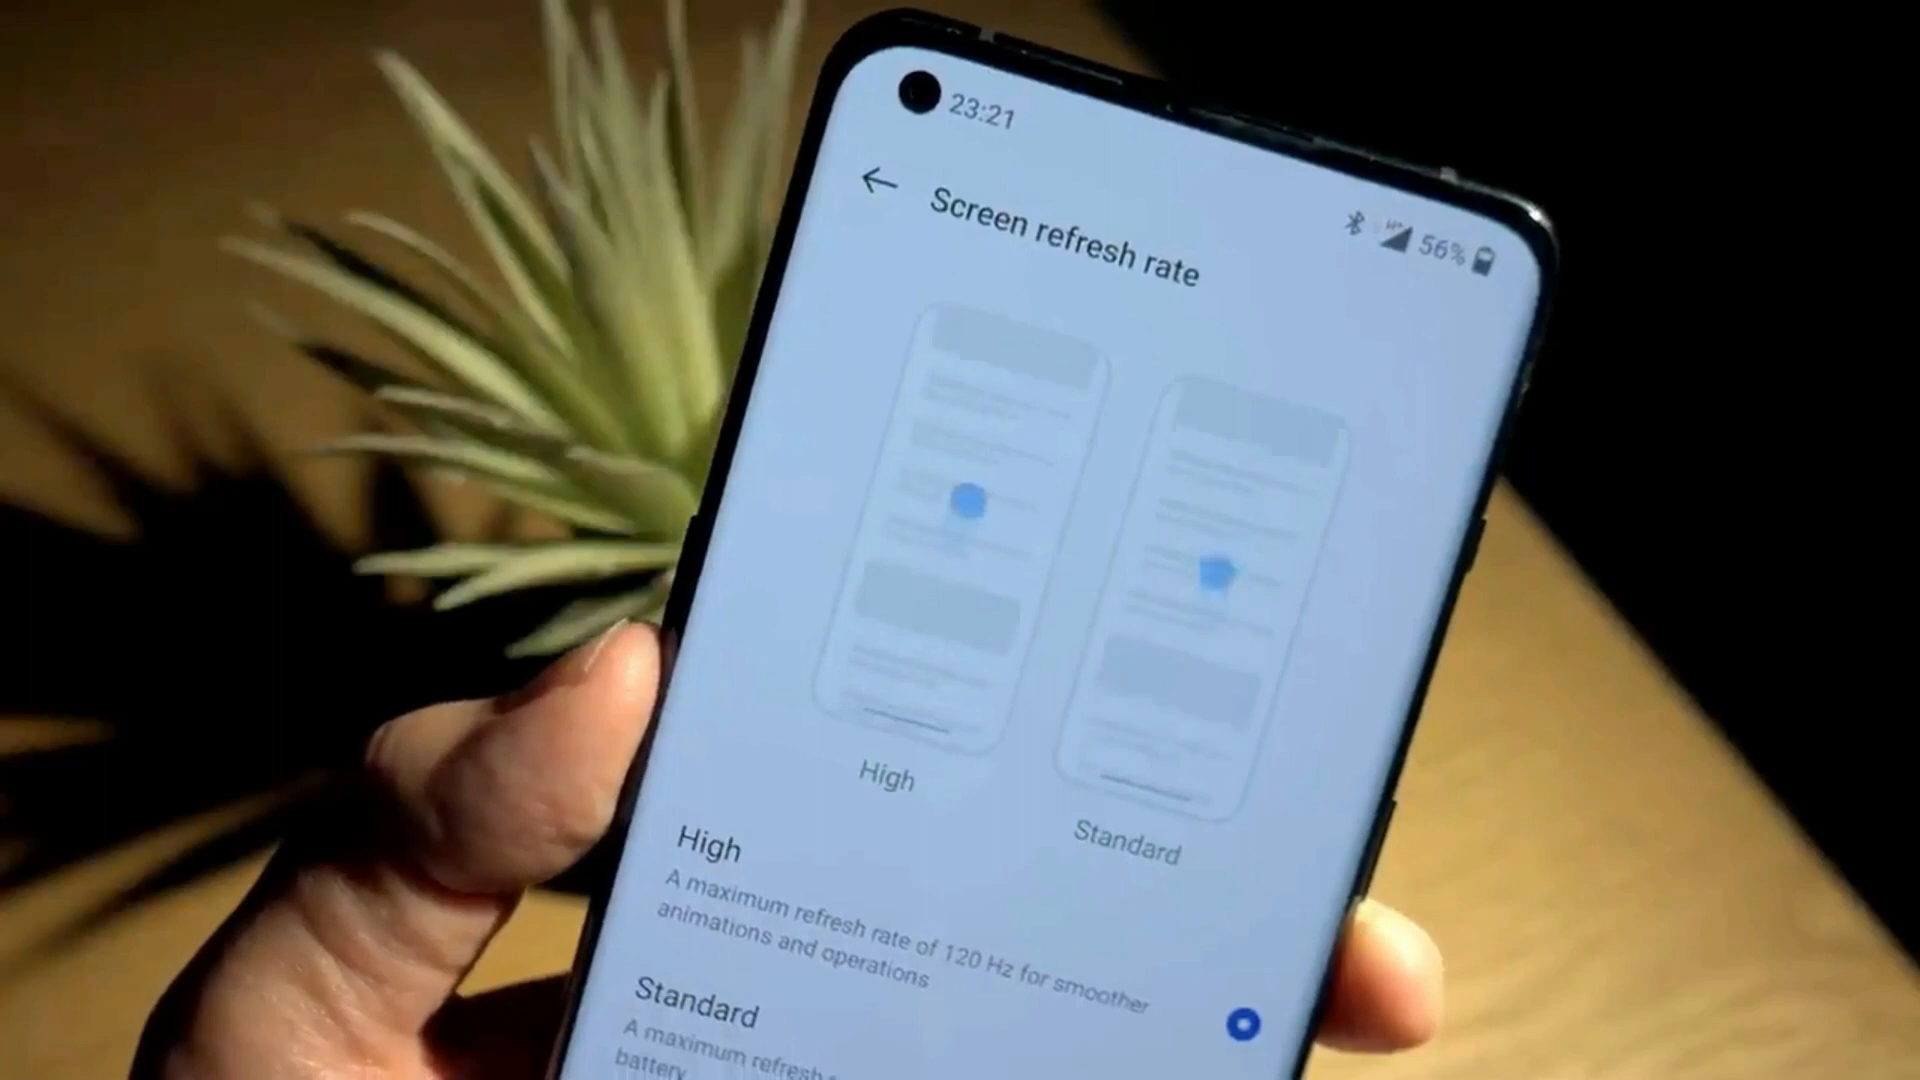 23:21
56%
Screen refresh rate
High
Standard
High
A maximum refresh rate of 120 Hz for smoother
animations and operations
Standard
A maximum refresh
battery